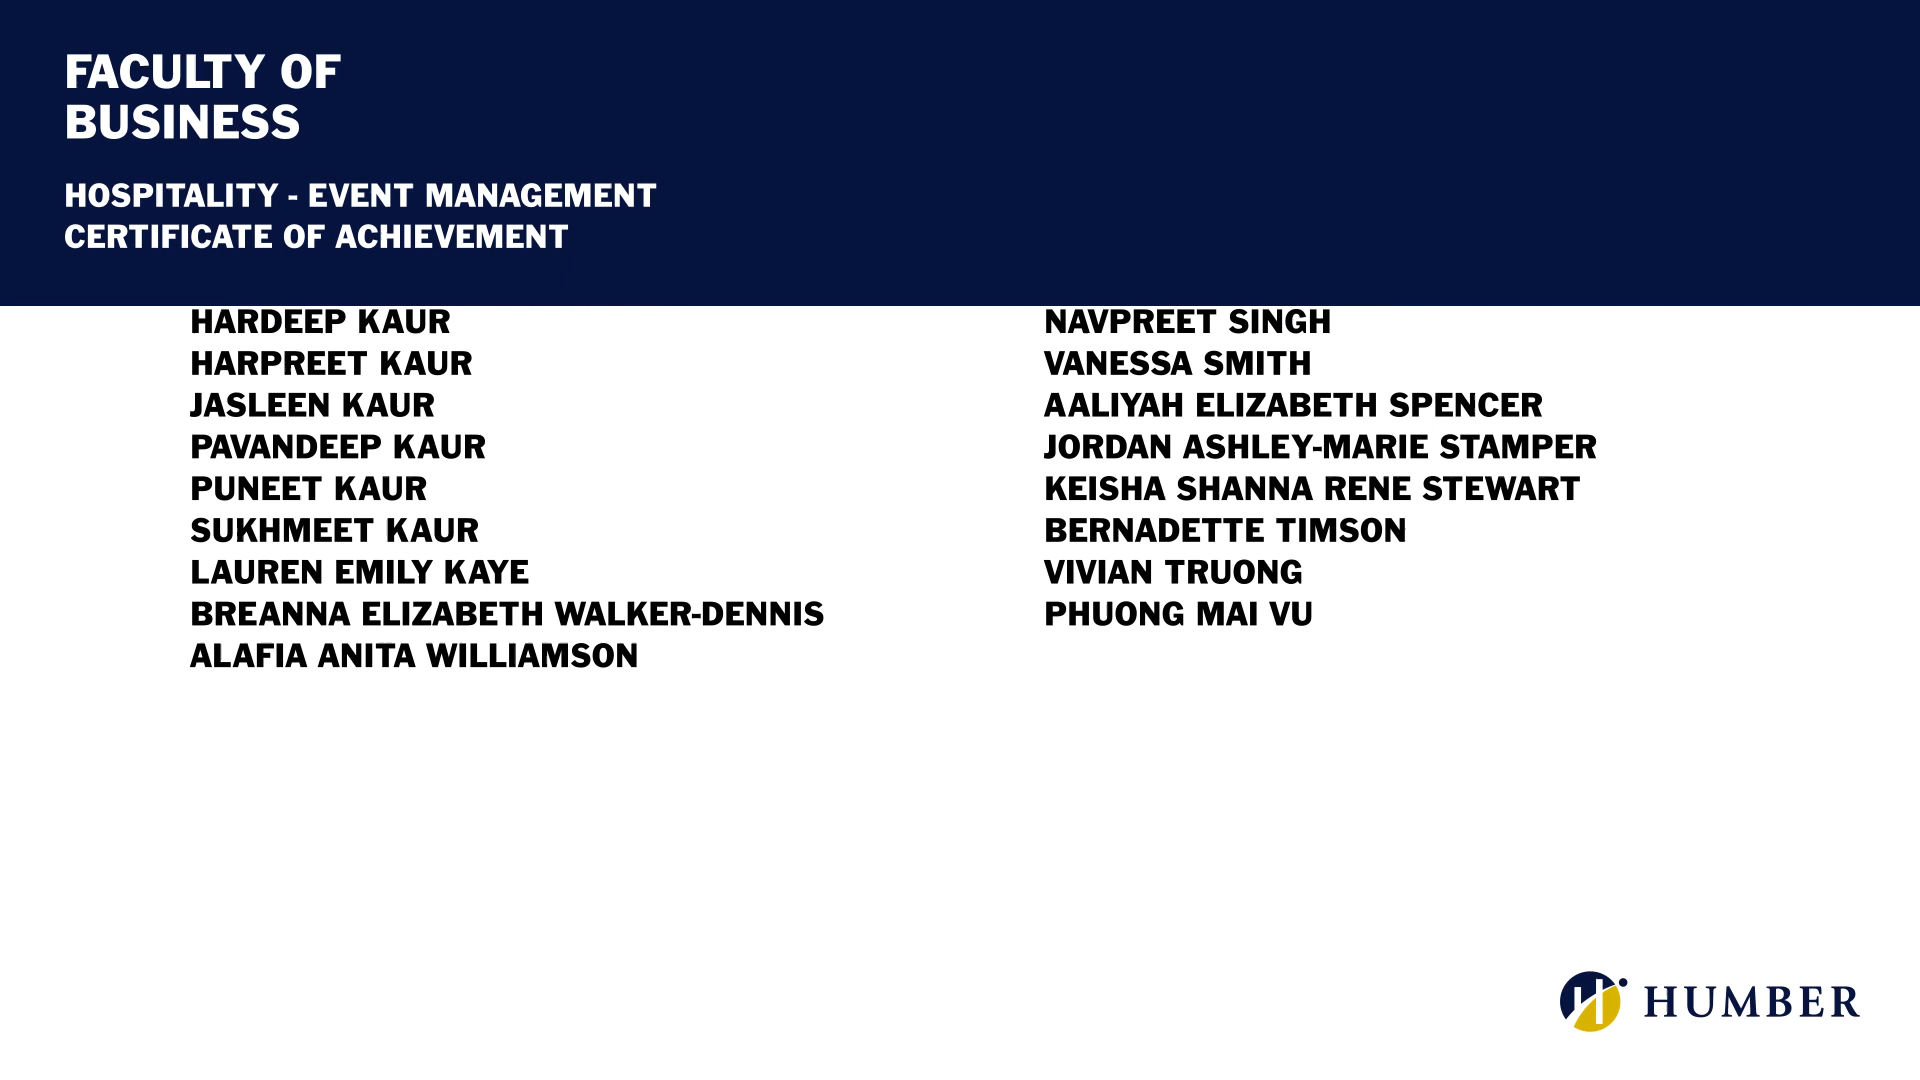 FACULTY OF
BUSINESS
HOSPITALITY - EVENT MANAGEMENT
CERTIFICATE OF ACHIEVEMENT
HARDEEP KAUR
HARPREET KAUR
JASLEEN KAUR
PAVANDEEP KAUR
PUNEET KAUR
SUKHMEET KAUR
LAUREN EMILY KAYE
BREANNA ELIZABETH WALKER-DENNIS
ALAFIA ANITA WILLIAMSON
NAVPREET SINGH
VANESSA SMITH
AALIYAH ELIZABETH SPENCER
JORDAN ASHLEY-MARIE STAMPER
KEISHA SHANNA RENE STEWART
BERNADETTE TIMSON
VIVIAN TRUONG
PHUONG MAI VU
HUMBER